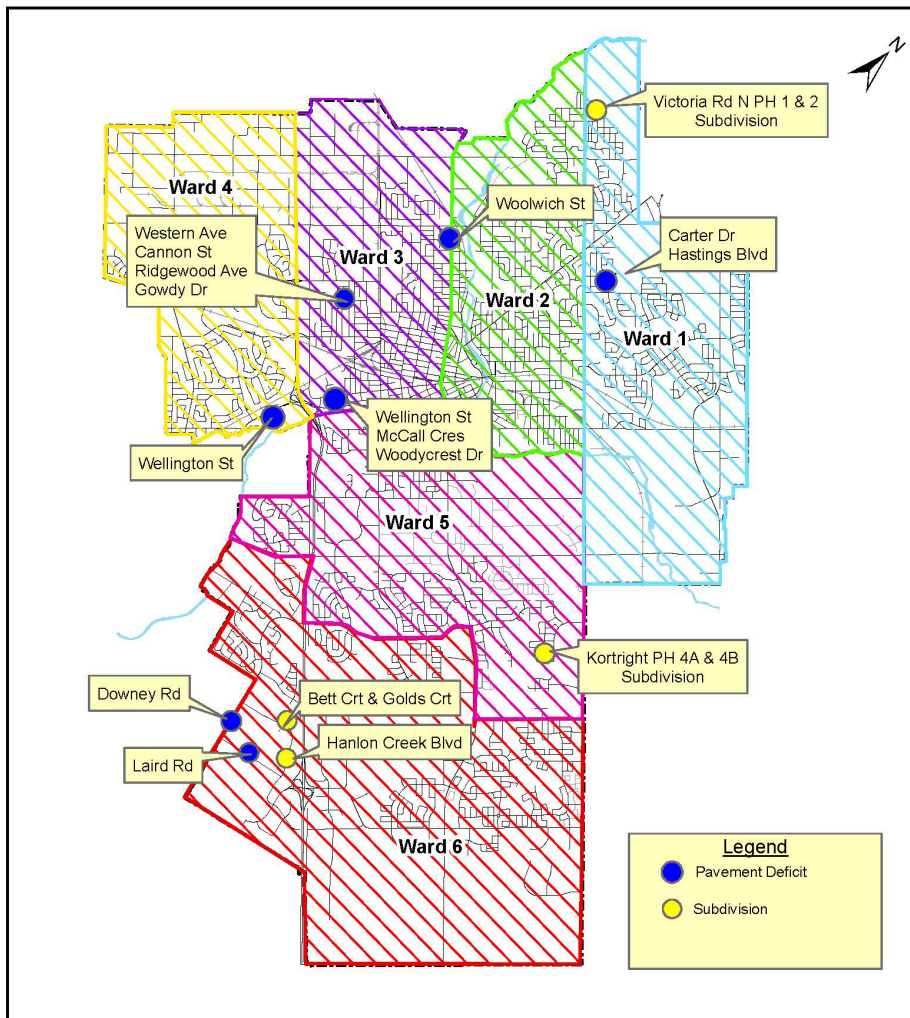 N
Victoria Rd N PH 1 & 2
Subdivision
Ward 4
Woolwich St
Western Ave
Cannon St
Ridgewood Ave
Gowdy Dr
Ward 3
Carter Dr
Hastings Blvd
Ward 2
Ward 1
Wellington St
Wellington St
McCall Cres
Woodycrest Dr
Ward 5
Kortright PH 4A & 4B
Subdivision
Downey Rd
Bett Crt & Golds Crt
Laird Rd
Hanlon Creek Blvd
Ward 6
Legend
Pavement Deficit
Subdivision